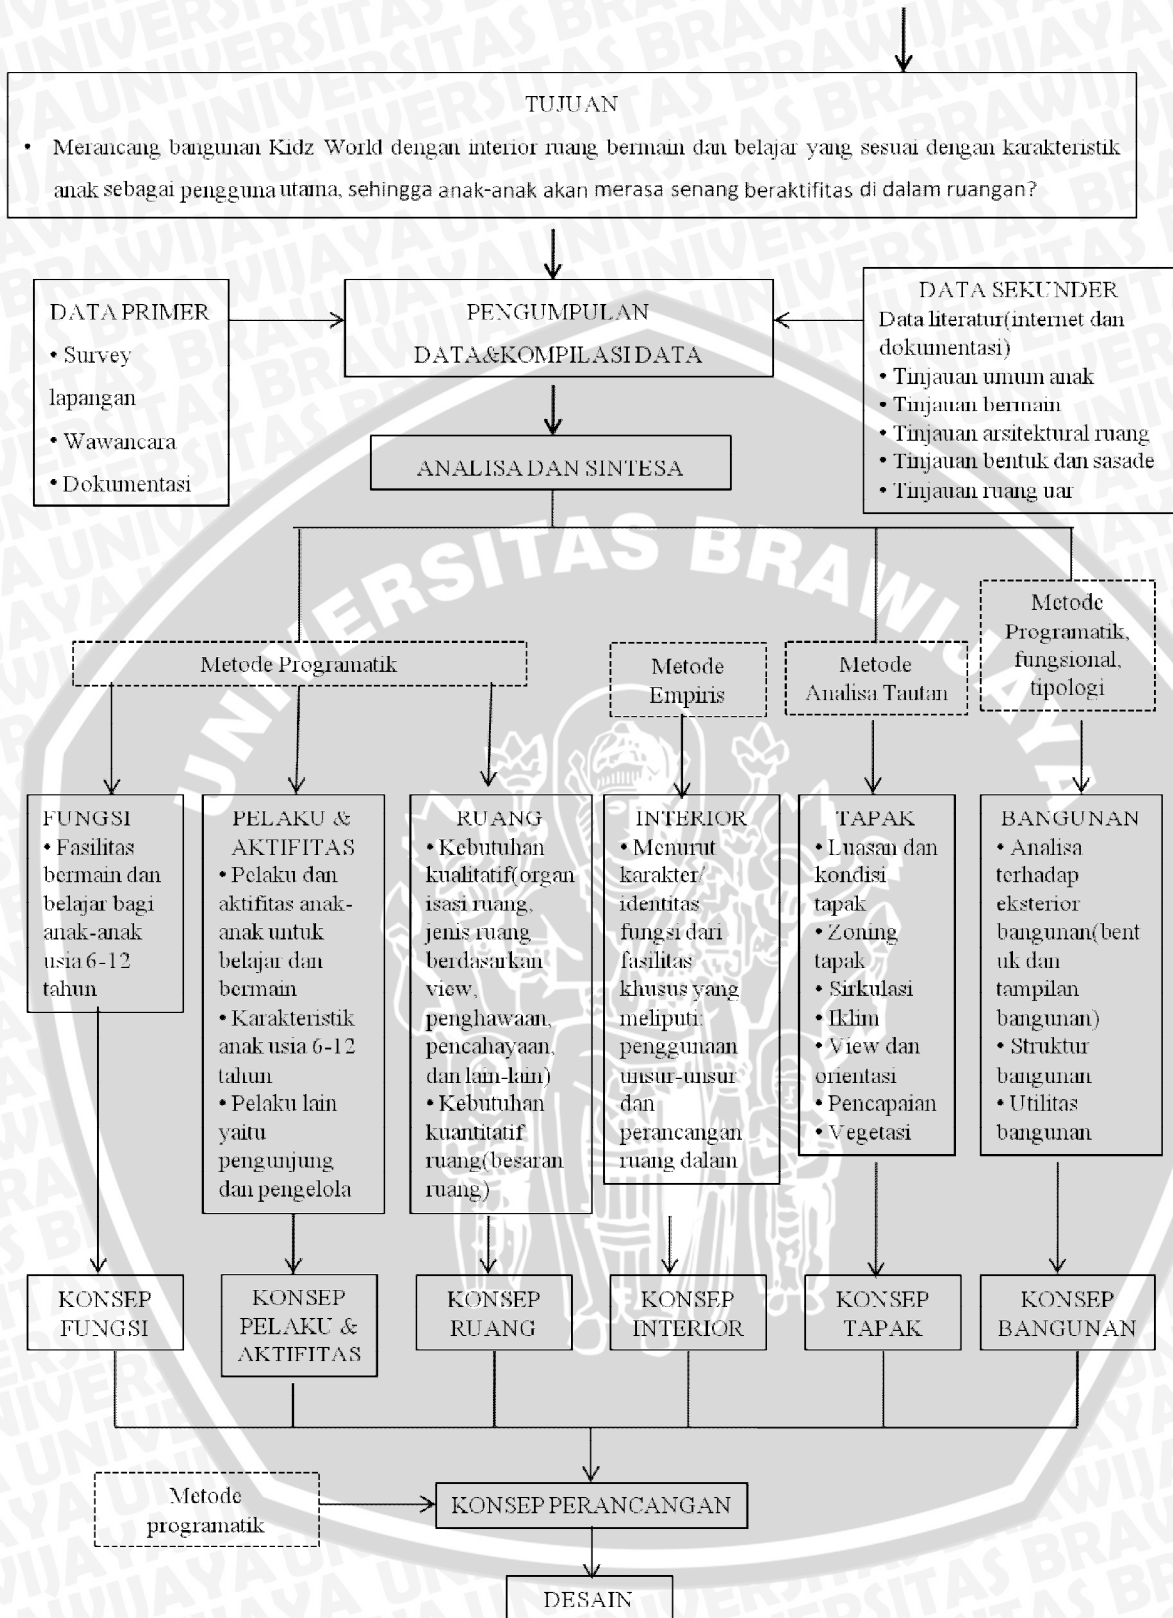 TUJUAN
• Merancang bangunan Kidz World dengan interior ruang bermain dan belajar yang sesuai dengan karakteristik
anak sebagai pengguna utama, sehingga anak-anak akan merasa senang beraktifitas di dalam ruangan?
DATA PRIMER
• Survey
lapangan
• Wawancara
• Dokumentasi
PENGUMPULAN
DATA&KOMPILASI DATA
DATA SEKUNDER
Data literatur(internet dan
dokumentasi)
• Tinjauan umum anak
• Tinjauan bermain
• Tinjauan arsitektural ruang
• Tinjauan bentuk dan sasade
• Tinjauan ruang uar
ANALISA DAN SINTESA
UNIVERSITAS BRAWIJAYA
Metode Programatik
Metode
Empiris
Metode
Analisa Tautan
Metode
Programatik,
fungsional,
tipologi
FUNGSI
• Fasilitas
bermain dan
belajar bagi
anak-anak
usia 6-12
tahun
PELAKU &
AKTIFITAS
• Pelaku dan
aktifitas anak-
anak untuk
belajar dan
bermain
• Karakteristik
anak usia 6-12
tahun
• Pelaku lain
yaitu
pengunjung
dan pengelola
RUANG
• Kebutuhan
kualitatif(organ
isasi ruang,
jenis ruang
berdasarkan
view,
penghawaan,
pencahayaan,
dan lain-lain)
• Kebutuhan
kuantitatif
ruang(besaran
ruang)
INTERIOR
• Menurut
karakter/
identitas
fungsi dari
fasilitas
khusus yang
meliputi:
penggunaan
unsur-unsur
dan
perancangan
ruang dalam
TAPAK
• Luasan dan
kondisi
tapak
• Zoning
tapak
• Sirkulasi
• Iklim
• View dan
orientasi
• Pencapaian
• Vegetasi
BANGUNAN
• Analisa
terhadap
eksterior
bangunan(bent
uk dan
tampilan
bangunan)
• Struktur
bangunan
• Utilitas
bangunan
KONSEP
FUNGSI
KONSEP
PELAKU &
AKTIFITAS
KONSEP
RUANG
KONSEP
INTERIOR
KONSEP
TAPAK
KONSEP
BANGUNAN
Metode
programatik
KONSEP PERANCANGAN
DESAIN